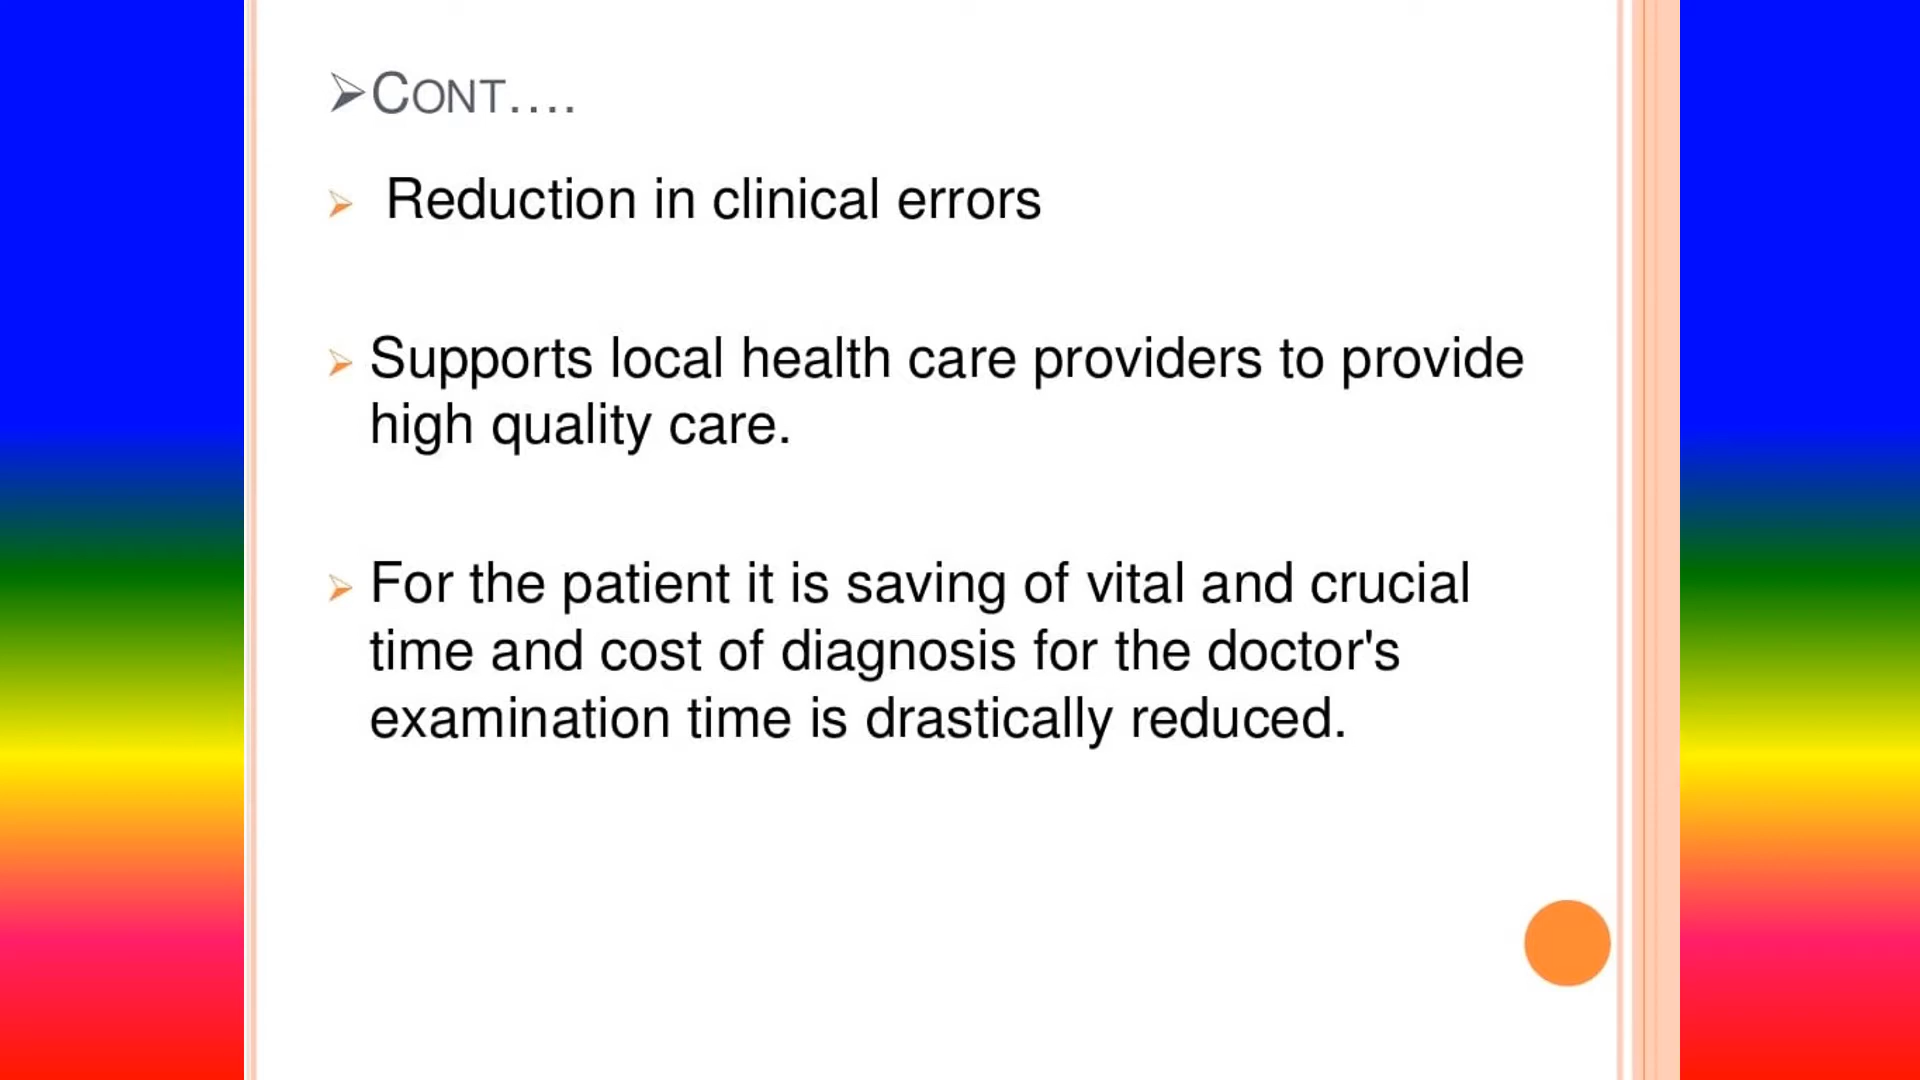 ➢CONT....
➢ Reduction in clinical errors
➢ Supports local health care providers to provide
high quality care.
➢ For the patient it is saving of vital and crucial
time and cost of diagnosis for the doctor's
examination time is drastically reduced.